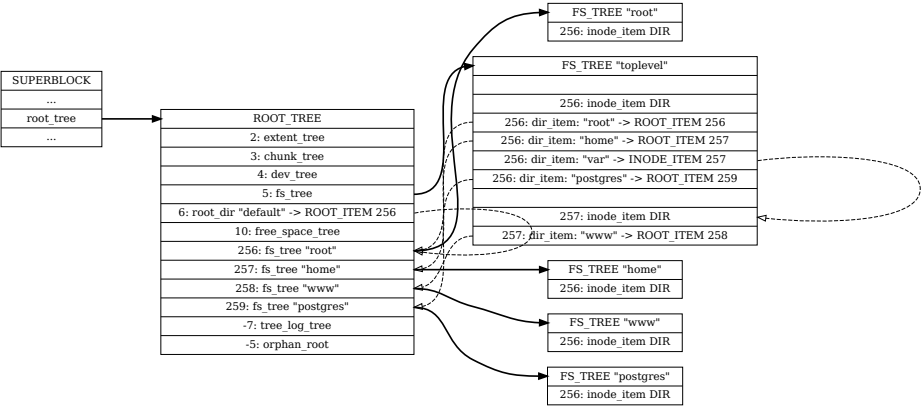 SUPERBLOCK
...
root_tree
...
ROOT_TREE
2: extent_tree
3: chunk_tree
4: dev_tree
5: fs_tree
6: root_dir "default" -> ROOT_ITEM 256
10: free_space_tree
256: fs_tree "root"
257: fs_tree "home"
258: fs_tree "www"
259: fs_tree "postgres"
-7: tree_log_tree
-5: orphan_root
FS_TREE "root"
256: inode_item DIR
FS_TREE "toplevel"
256: inode_item DIR
256: dir_item: "root" -> ROOT_ITEM 256
256: dir_item: "home" -> ROOT_ITEM 257
256: dir_item: "var" -> INODE_ITEM 257
256: dir_item: "postgres" -> ROOT_ITEM 259
257: inode_item DIR
257: dir_item: "www" -> ROOT_ITEM 258
FS_TREE "home"
256: inode_item DIR
FS_TREE "www"
256: inode_item DIR
FS_TREE "postgres"
256: inode_item DIR